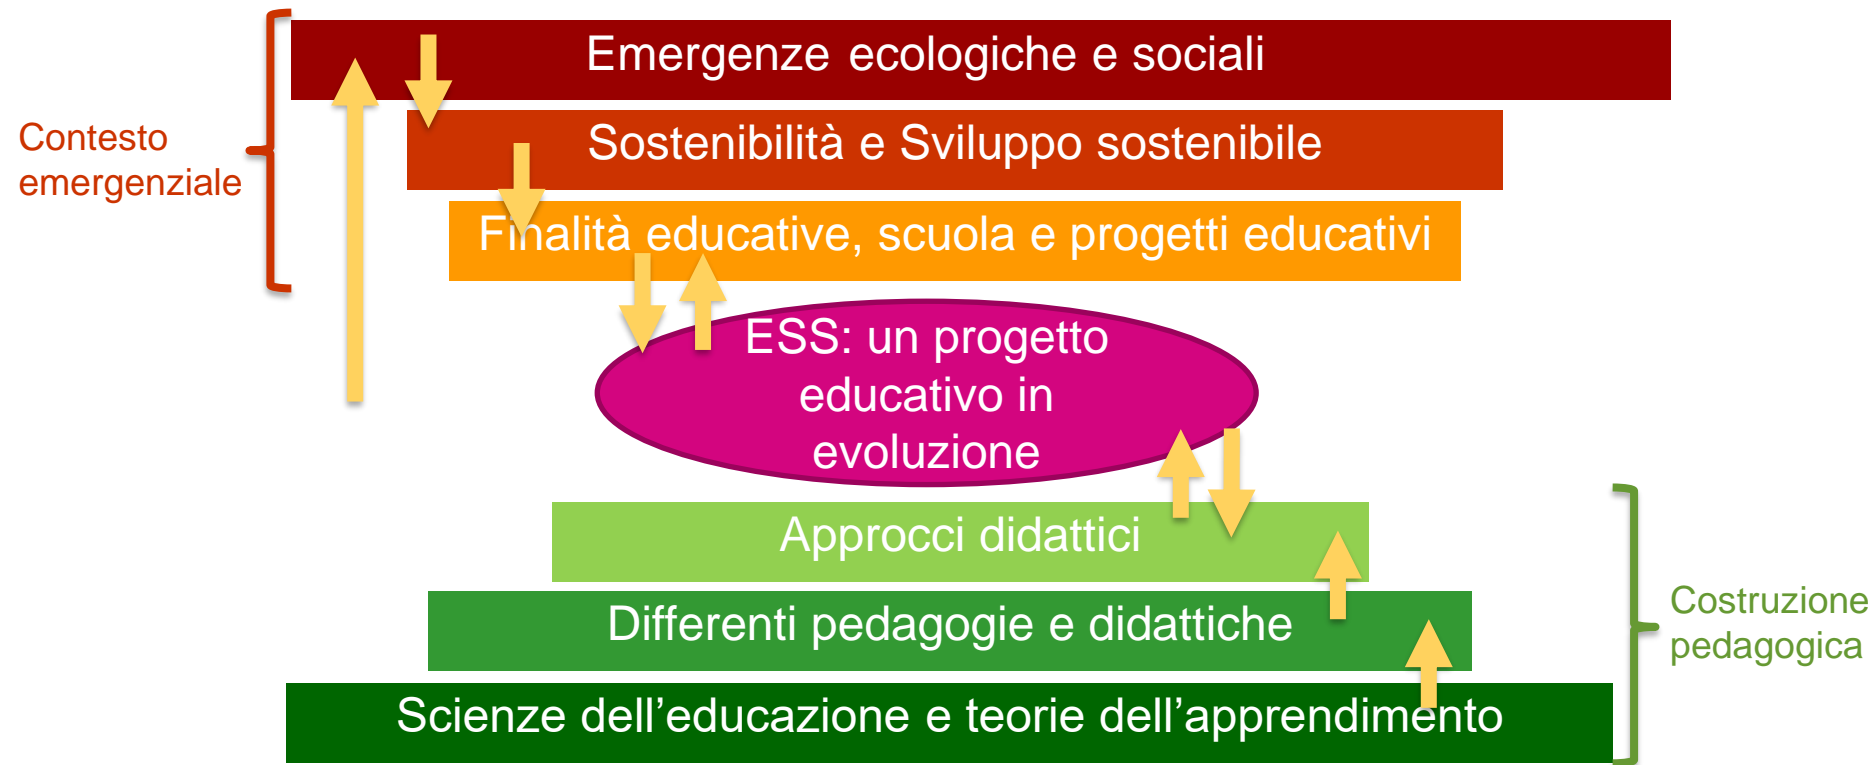 Emergenze ecologiche e sociali
Contesto
emergenziale
Sostenibilità e Sviluppo sostenibile
Finalità educative, scuola e progetti educativi
ESS: un progetto
educativo in
evoluzione
Approcci didattici
Differenti pedagogie e didattiche
Costruzione
pedagogica
Scienze dell’educazione e teorie dell’apprendimento